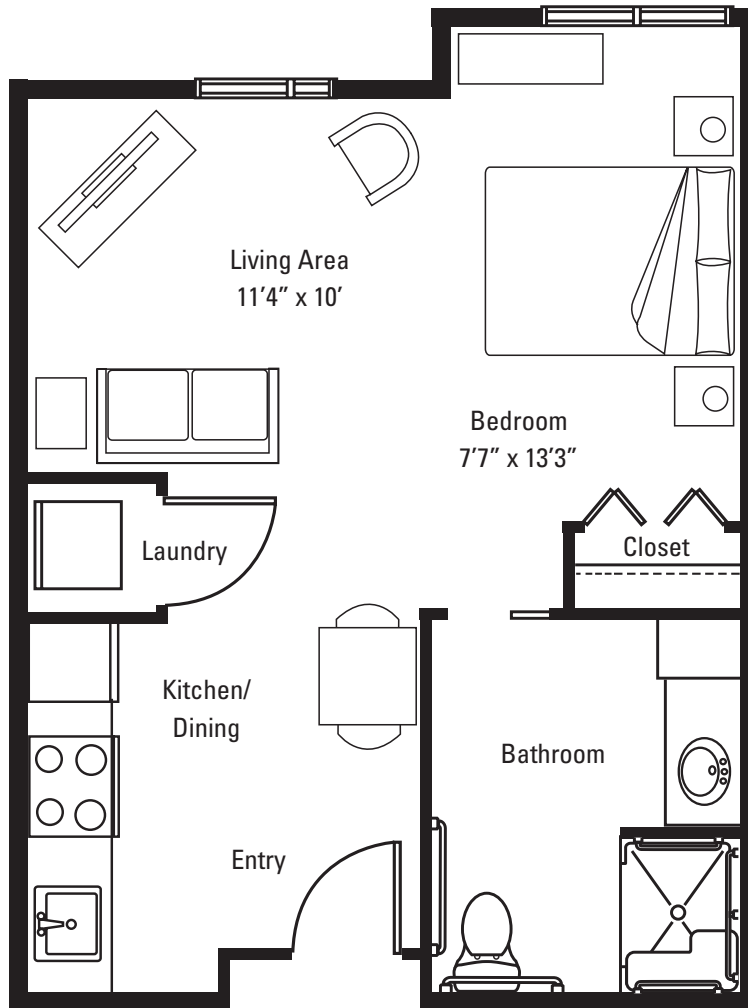 Living Area
11’4” x 10’
Bedroom
7’7” x 13’3”
Laundry
Closet
Kitchen/
Dining
Bathroom
Entry